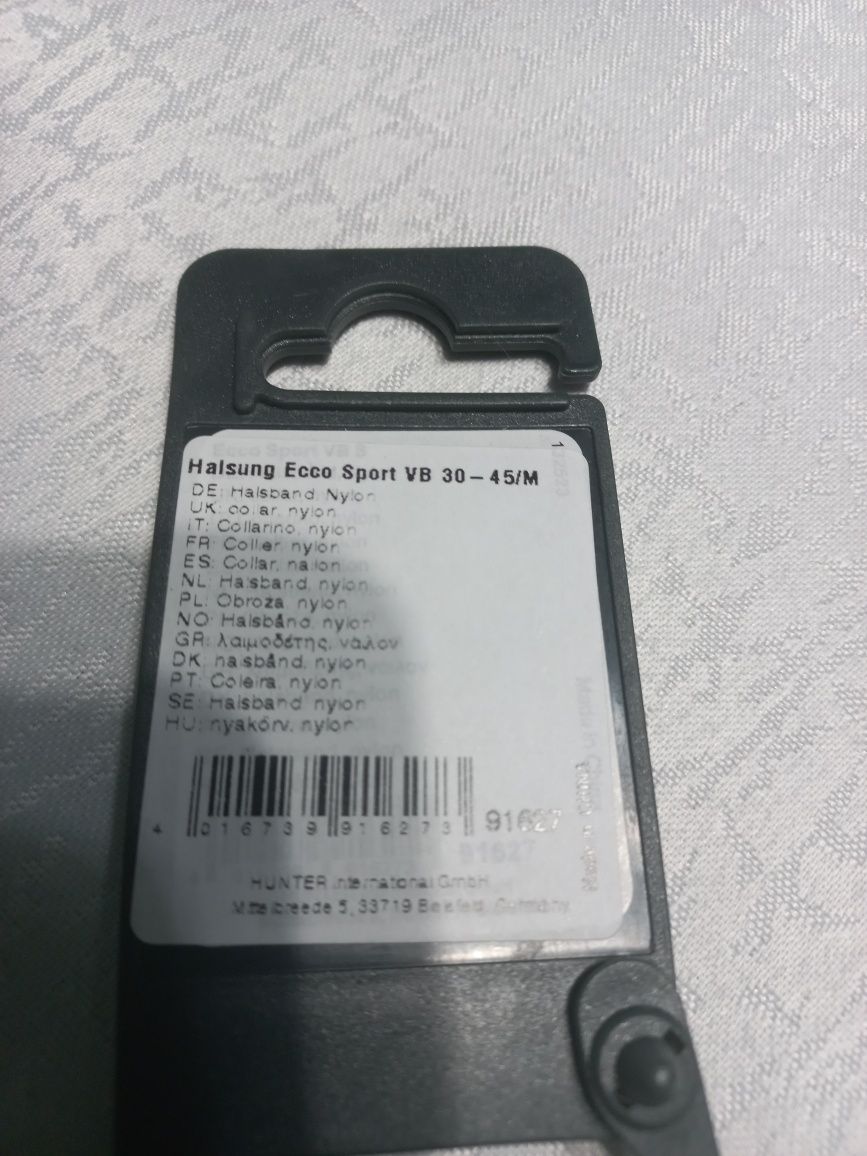 Halsung Ecco Sport VB 30-45/M
DE: Halsband, Nylon
UK: collar, nylon
IT: Collarino, nylon
FR: Collier, nylon
ES: Collar, nailon
NL: Halsband, nylon
PL: Obroża, nylon
NO: Halsbånd, nylon
GR: λαιμοδέτης, νάιλον
DK: halsbånd, nylon
PT: Coleira, nylon
SE: Halsband, nylon
HU: nyakörv, nylon
4 016739 916273 91627
HUNTER International GmbH
Mittelbreede 5, 33719 Bielefeld, Germany
Made in China